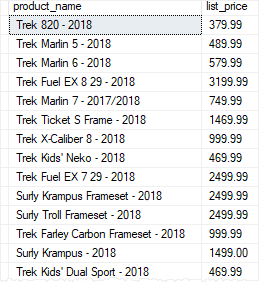 product_name list_price
Trek 820 - 2018 379.99
Trek Marlin 5 - 2018 489.99
Trek Marlin 6 - 2018 579.99
Trek Fuel EX 8 29 - 2018 3199.99
Trek Marlin 7 - 2017/2018 749.99
Trek Ticket S Frame - 2018 1469.99
Trek X-Caliber 8 - 2018 999.99
Trek Kids' Neko - 2018 469.99
Trek Fuel EX 7 29 - 2018 2499.99
Surly Krampus Frameset - 2018 2499.99
Surly Troll Frameset - 2018 2499.99
Trek Farley Carbon Frameset - 2018 999.99
Surly Krampus - 2018 1499.00
Trek Kids' Dual Sport - 2018 469.99